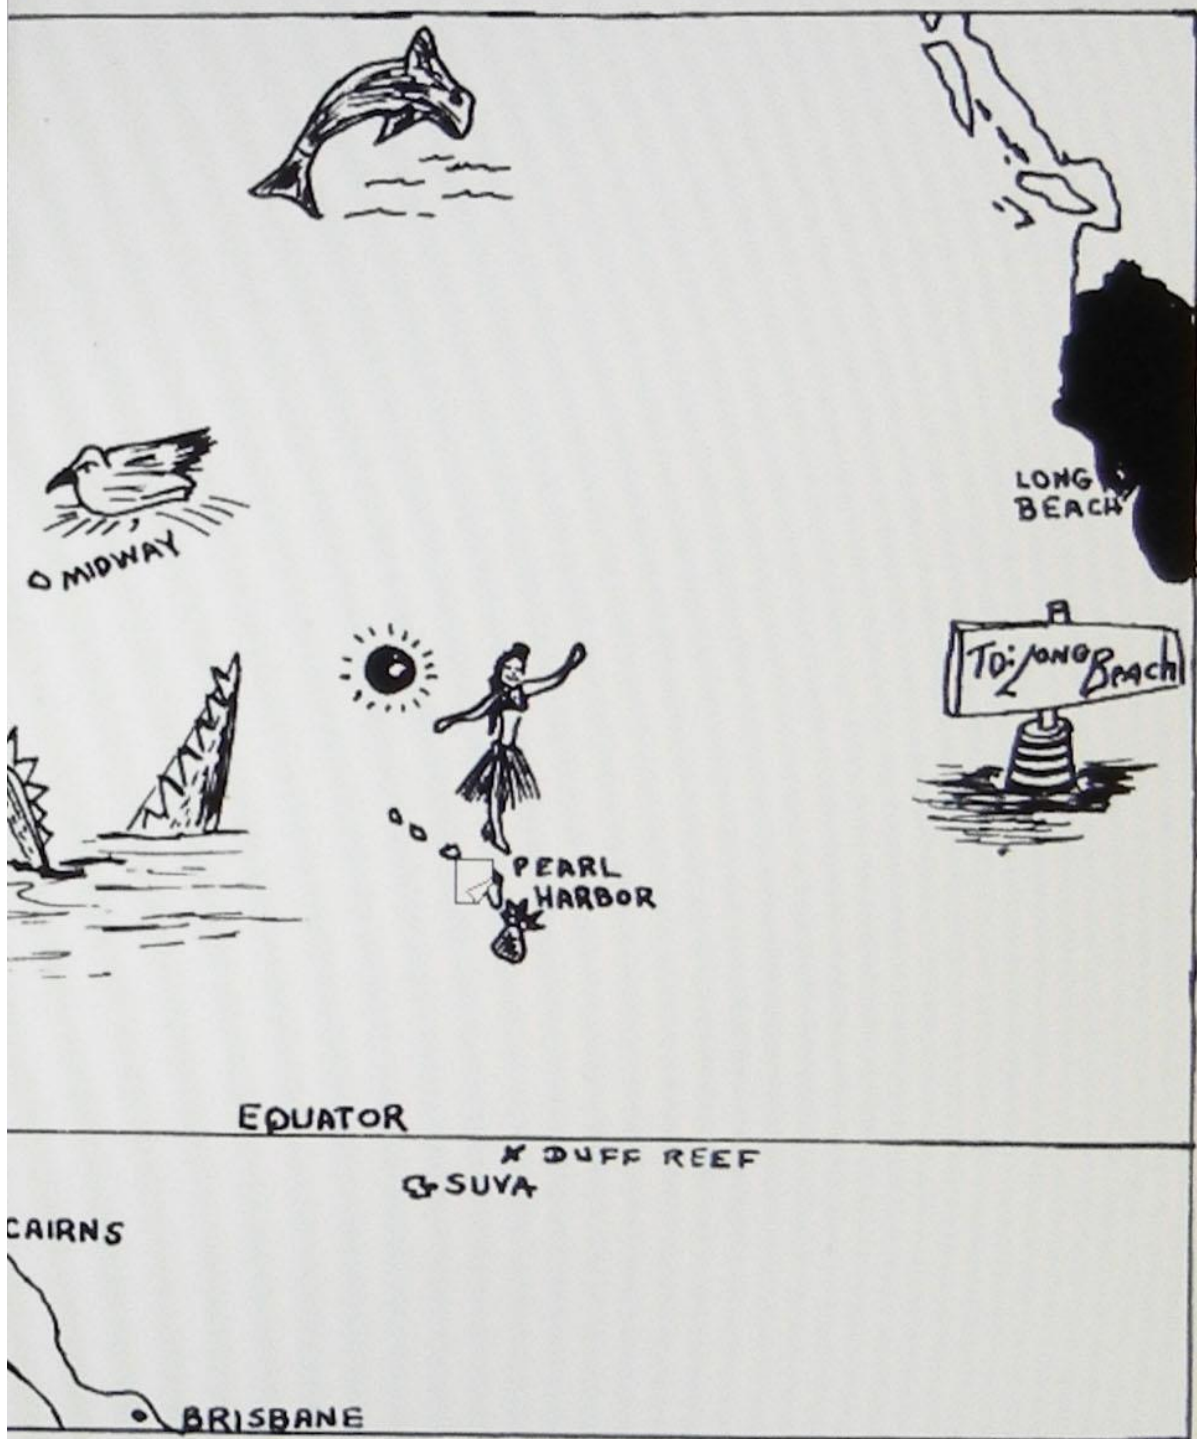 LONG
BEACH
MIDWAY
TO: LONG BEACH
PEARL
HARBOR
EQUATOR
DUFF REEF
SUVA
CAIRNS
BRISBANE